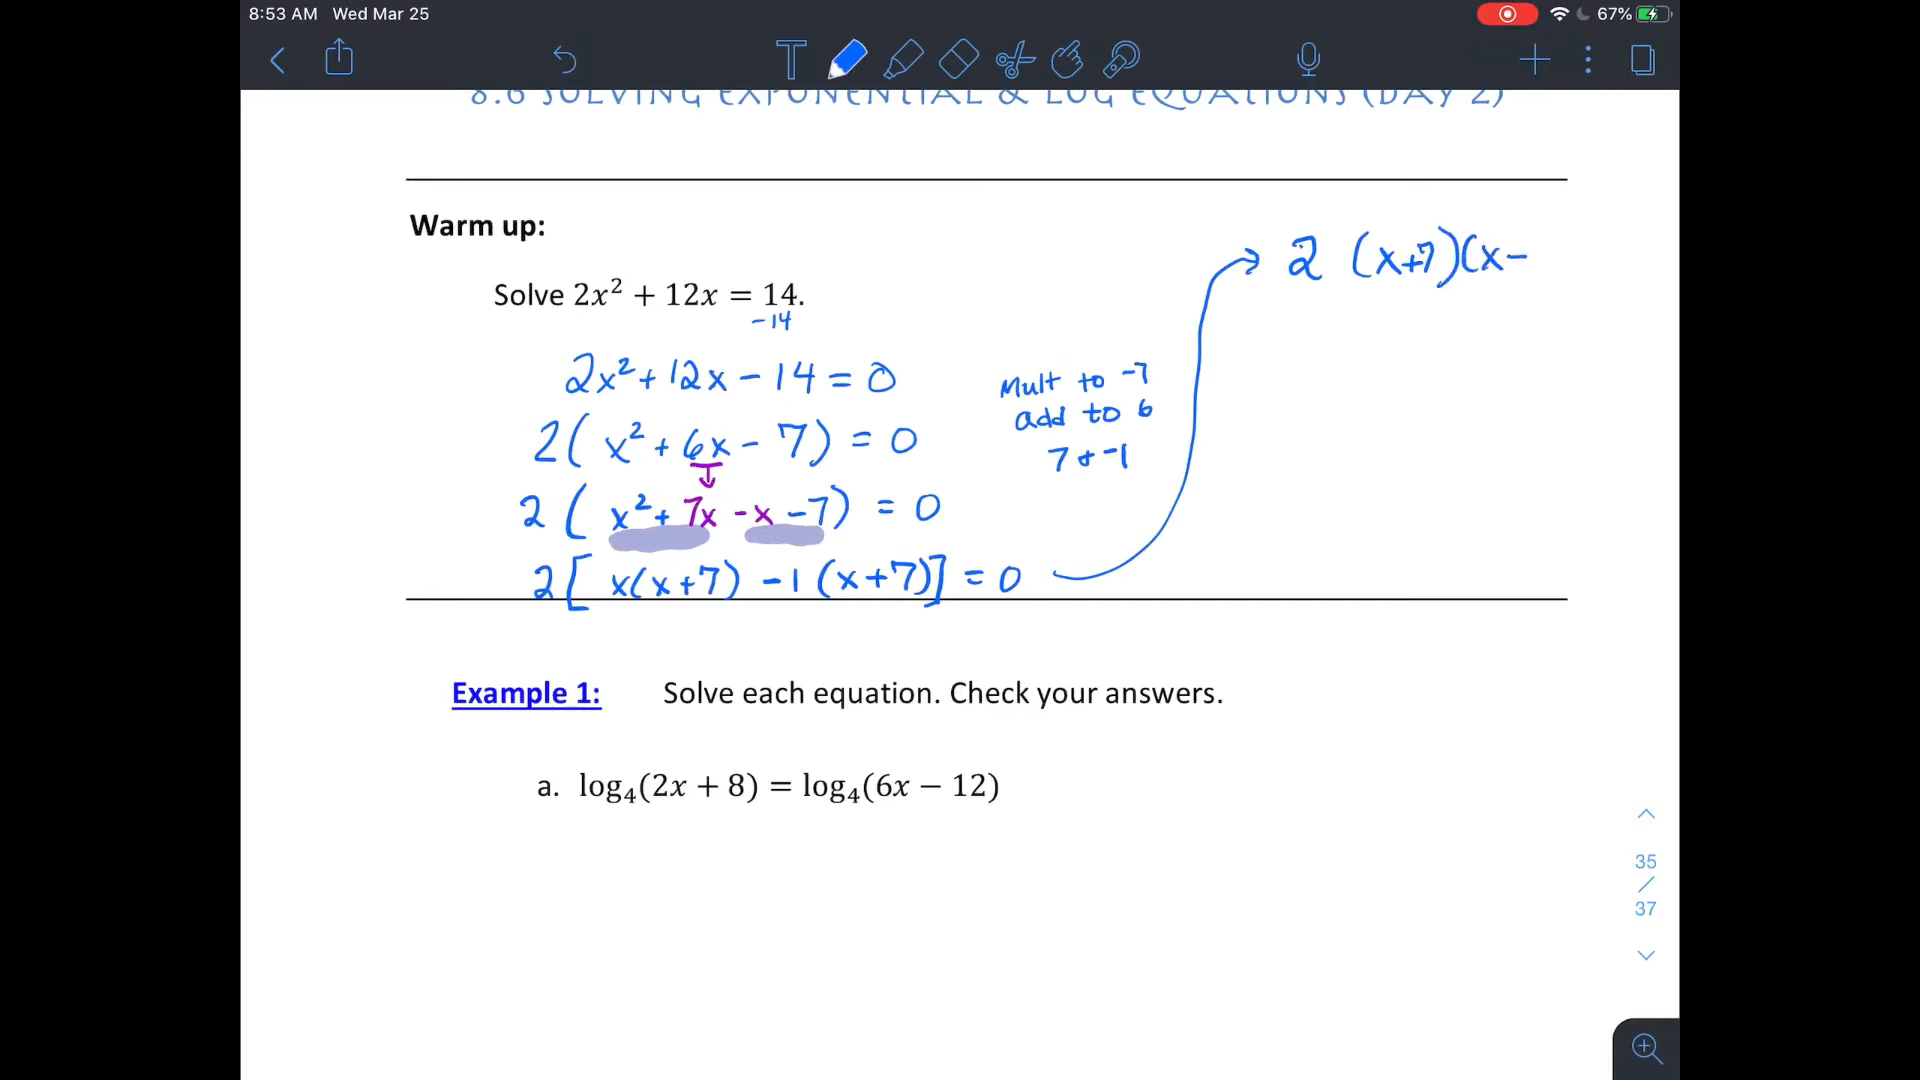 8:53 AM Wed Mar 25
67%
8.6 SOLVING EXPONENTIAL & LOG EQUATIONS (DAY 2)
Warm up:
Solve 2x² + 12x = 14.
-14
2x² + 12x - 14 = 0
2( x² + 6x - 7) = 0
2 ( x² + 7x - x - 7) = 0
2[ x(x+7) -1 (x+7)] = 0
Mult to -7
add to 6
7 & -1
2 (x+7)(x-
Example 1: Solve each equation. Check your answers.
a. log₄(2x + 8) = log₄(6x − 12)
35
/
37